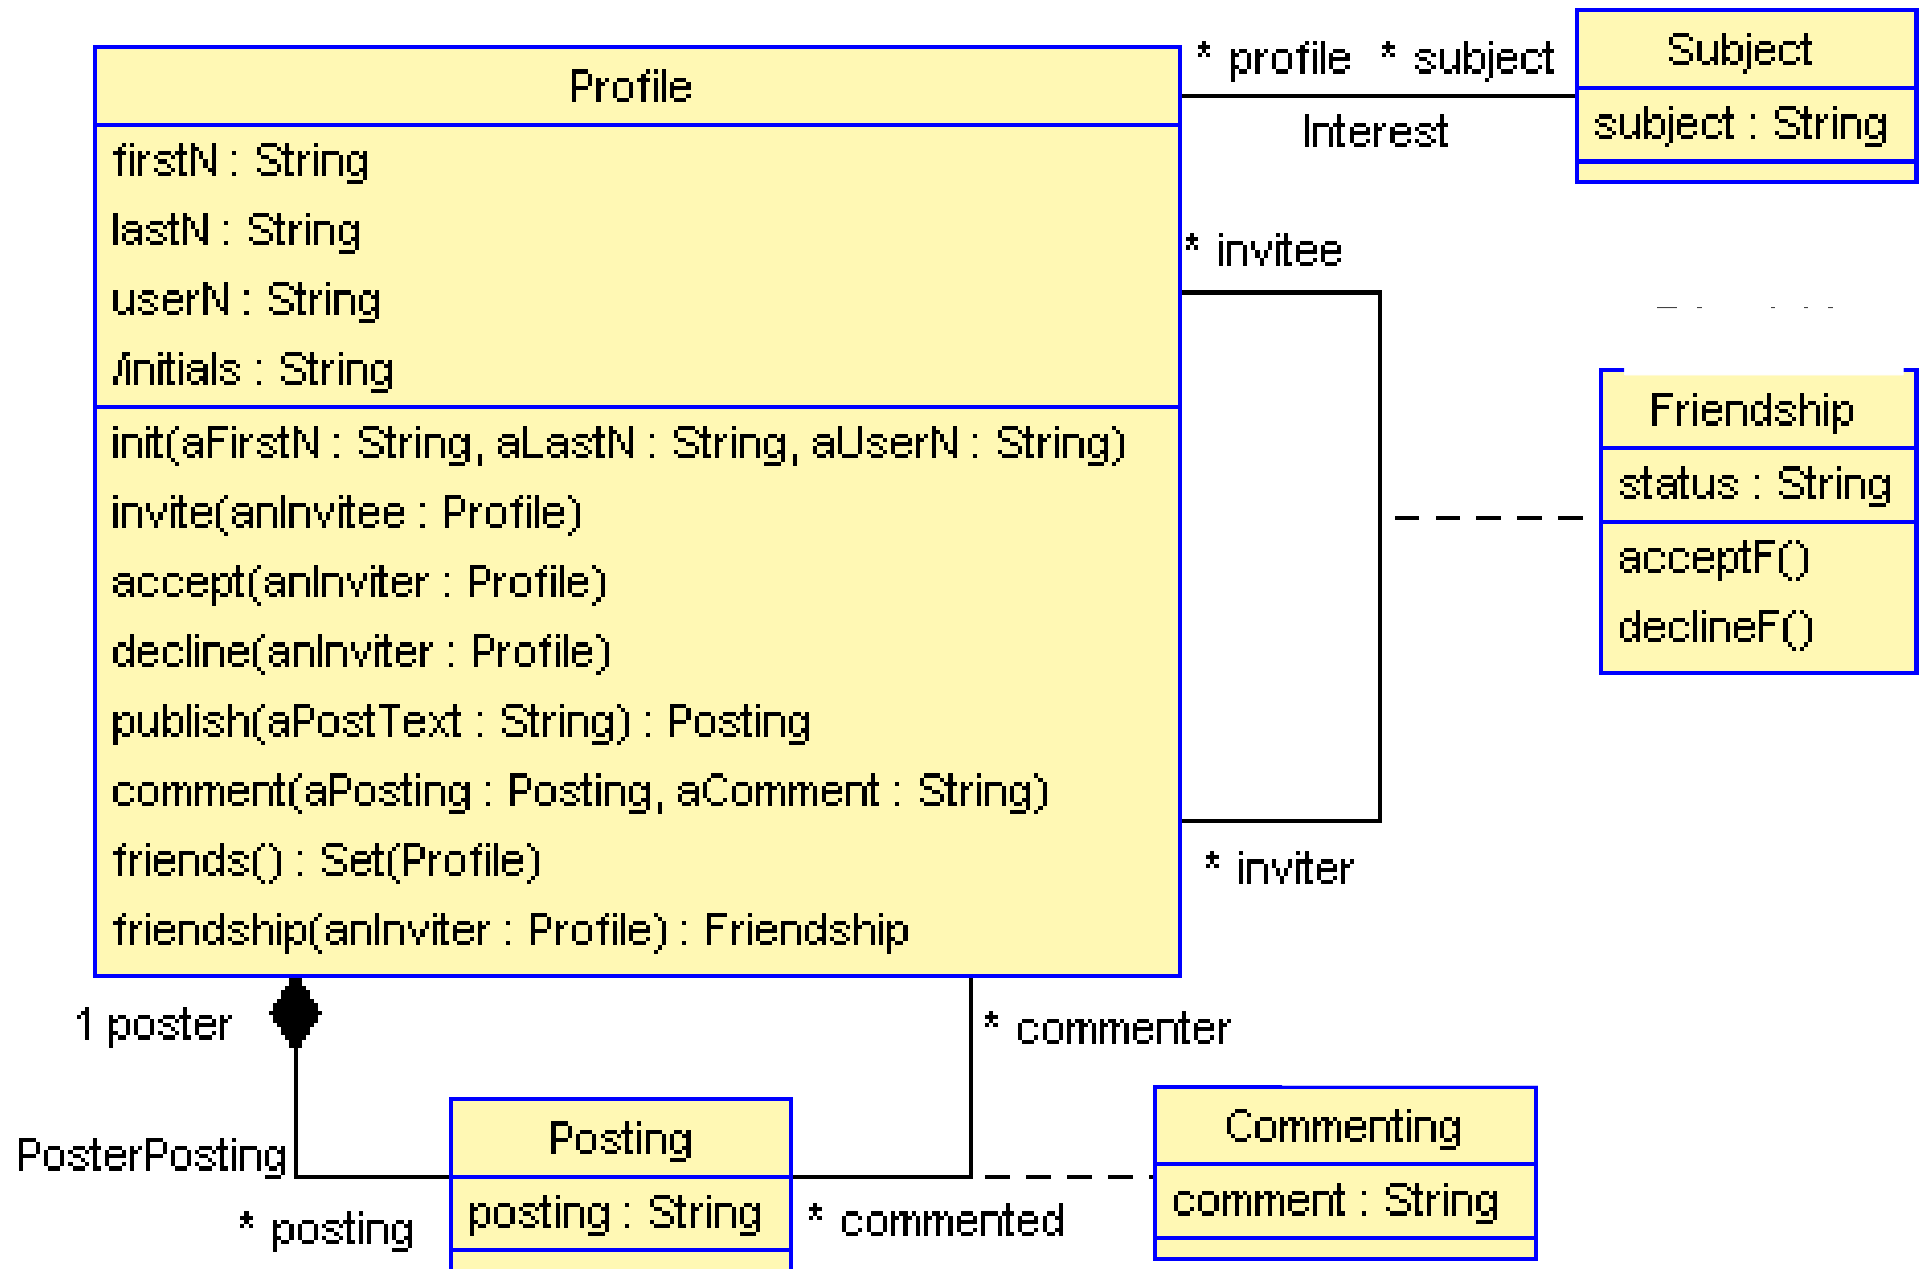 Profile
firstN : String
lastN : String
userN : String
/initials : String
init(aFirstN : String, aLastN : String, aUserN : String)
invite(anInvitee : Profile)
accept(anInviter : Profile)
decline(anInviter : Profile)
publish(aPostText : String) : Posting
comment(aPosting : Posting, aComment : String)
friends() : Set(Profile)
friendship(anInviter : Profile) : Friendship
* profile * subject
Interest
Subject
subject : String
* invitee
* inviter
Friendship
status : String
acceptF()
declineF()
1 poster
PosterPosting
* posting
Posting
posting : String
* commenter
* commented
Commenting
comment : String